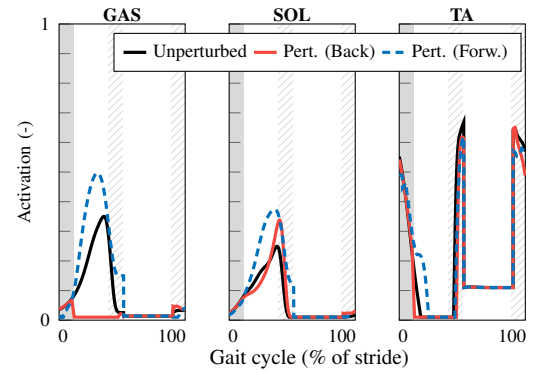 GAS SOL TA
1
Unperturbed Pert. (Back) Pert. (Forw.)
Activation (-)
0
0 100 0 100 0 100
Gait cycle (% of stride)